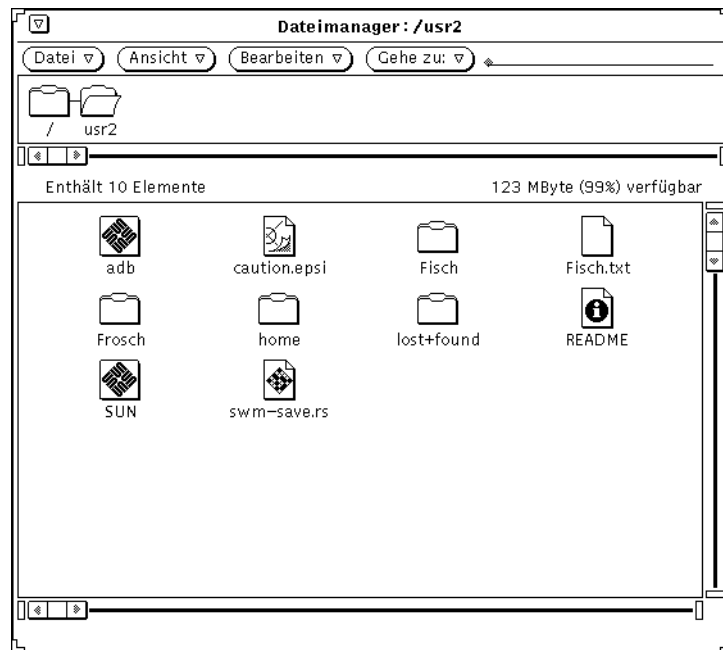 Dateimanager: /usr2
Datei Ansicht Bearbeiten Gehe zu:
/ usr2
Enthält 10 Elemente 123 MByte (99%) verfügbar
adb caution.epsi Fisch Fisch.txt
Frosch home lost+found README
SUN swm-save.rs